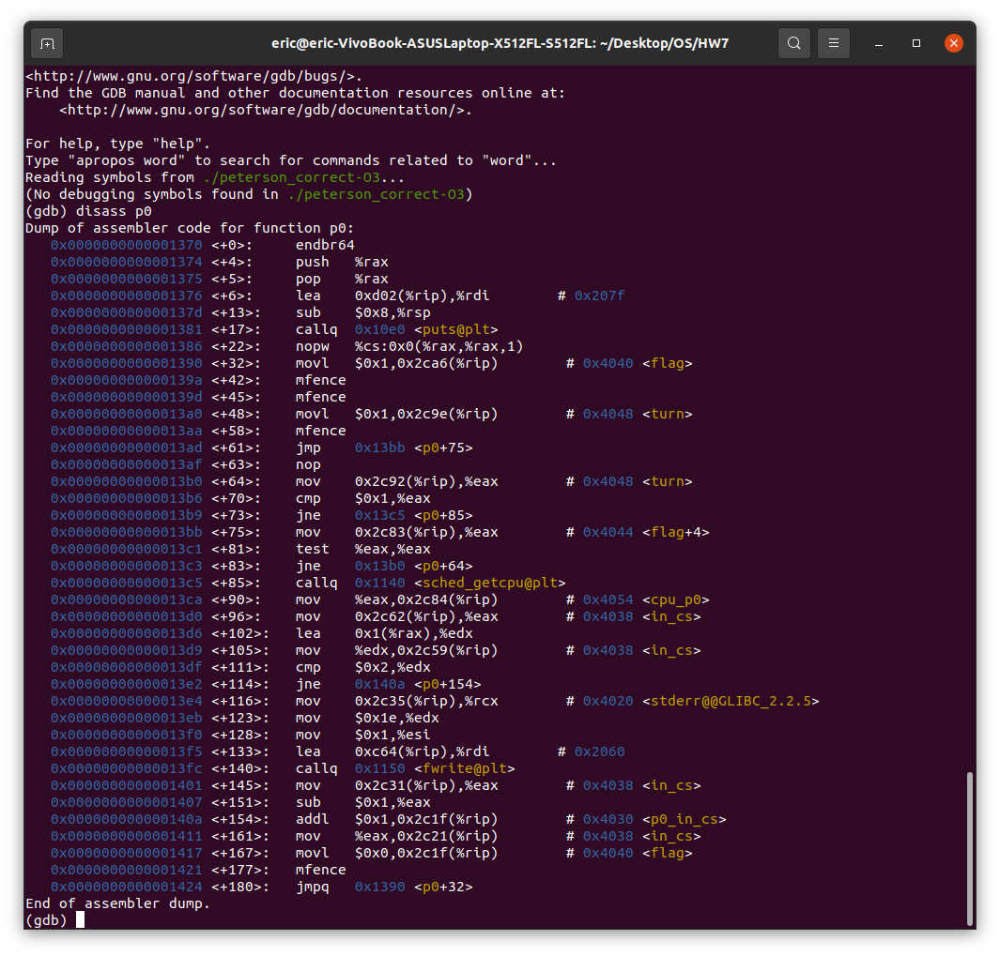 eric@eric-VivoBook-ASUSLaptop-X512FL-S512FL: ~/Desktop/OS/HW7
<http://www.gnu.org/software/gdb/bugs/>.
Find the GDB manual and other documentation resources online at:
    <http://www.gnu.org/software/gdb/documentation/>.
For help, type "help".
Type "apropos word" to search for commands related to "word"...
Reading symbols from ./peterson_correct-O3...
(No debugging symbols found in ./peterson_correct-O3)
(gdb) disass p0
Dump of assembler code for function p0:
   0x0000000000001370 <+0>:     endbr64
   0x0000000000001374 <+4>:     push   %rax
   0x0000000000001375 <+5>:     pop    %rax
   0x0000000000001376 <+6>:     lea    0xd02(%rip),%rdi        # 0x207f
   0x000000000000137d <+13>:    sub    $0x8,%rsp
   0x0000000000001381 <+17>:    callq  0x10e0 <puts@plt>
   0x0000000000001386 <+22>:    nopw   %cs:0x0(%rax,%rax,1)
   0x0000000000001390 <+32>:    movl   $0x1,0x2ca6(%rip)        # 0x4040 <flag>
   0x000000000000139a <+42>:    mfence
   0x000000000000139d <+45>:    mfence
   0x00000000000013a0 <+48>:    movl   $0x1,0x2c9e(%rip)        # 0x4048 <turn>
   0x00000000000013aa <+58>:    mfence
   0x00000000000013ad <+61>:    jmp    0x13bb <p0+75>
   0x00000000000013af <+63>:    nop
   0x00000000000013b0 <+64>:    mov    0x2c92(%rip),%eax        # 0x4048 <turn>
   0x00000000000013b6 <+70>:    cmp    $0x1,%eax
   0x00000000000013b9 <+73>:    jne    0x13c5 <p0+85>
   0x00000000000013bb <+75>:    mov    0x2c83(%rip),%eax        # 0x4044 <flag+4>
   0x00000000000013c1 <+81>:    test   %eax,%eax
   0x00000000000013c3 <+83>:    jne    0x13b0 <p0+64>
   0x00000000000013c5 <+85>:    callq  0x1140 <sched_getcpu@plt>
   0x00000000000013ca <+90>:    mov    %eax,0x2c84(%rip)        # 0x4054 <cpu_p0>
   0x00000000000013d0 <+96>:    mov    0x2c62(%rip),%eax        # 0x4038 <in_cs>
   0x00000000000013d6 <+102>:   lea    0x1(%rax),%edx
   0x00000000000013d9 <+105>:   mov    %edx,0x2c59(%rip)        # 0x4038 <in_cs>
   0x00000000000013df <+111>:   cmp    $0x2,%edx
   0x00000000000013e2 <+114>:   jne    0x140a <p0+154>
   0x00000000000013e4 <+116>:   mov    0x2c35(%rip),%rcx        # 0x4020 <stderr@@GLIBC_2.2.5>
   0x00000000000013eb <+123>:   mov    $0x1e,%edx
   0x00000000000013f0 <+128>:   mov    $0x1,%esi
   0x00000000000013f5 <+133>:   lea    0xc64(%rip),%rdi        # 0x2060
   0x00000000000013fc <+140>:   callq  0x1150 <fwrite@plt>
   0x0000000000001401 <+145>:   mov    0x2c31(%rip),%eax        # 0x4038 <in_cs>
   0x0000000000001407 <+151>:   sub    $0x1,%eax
   0x000000000000140a <+154>:   addl   $0x1,0x2c1f(%rip)        # 0x4030 <p0_in_cs>
   0x0000000000001411 <+161>:   mov    %eax,0x2c21(%rip)        # 0x4038 <in_cs>
   0x0000000000001417 <+167>:   movl   $0x0,0x2c1f(%rip)        # 0x4040 <flag>
   0x0000000000001421 <+177>:   mfence
   0x0000000000001424 <+180>:   jmpq   0x1390 <p0+32>
End of assembler dump.
(gdb)